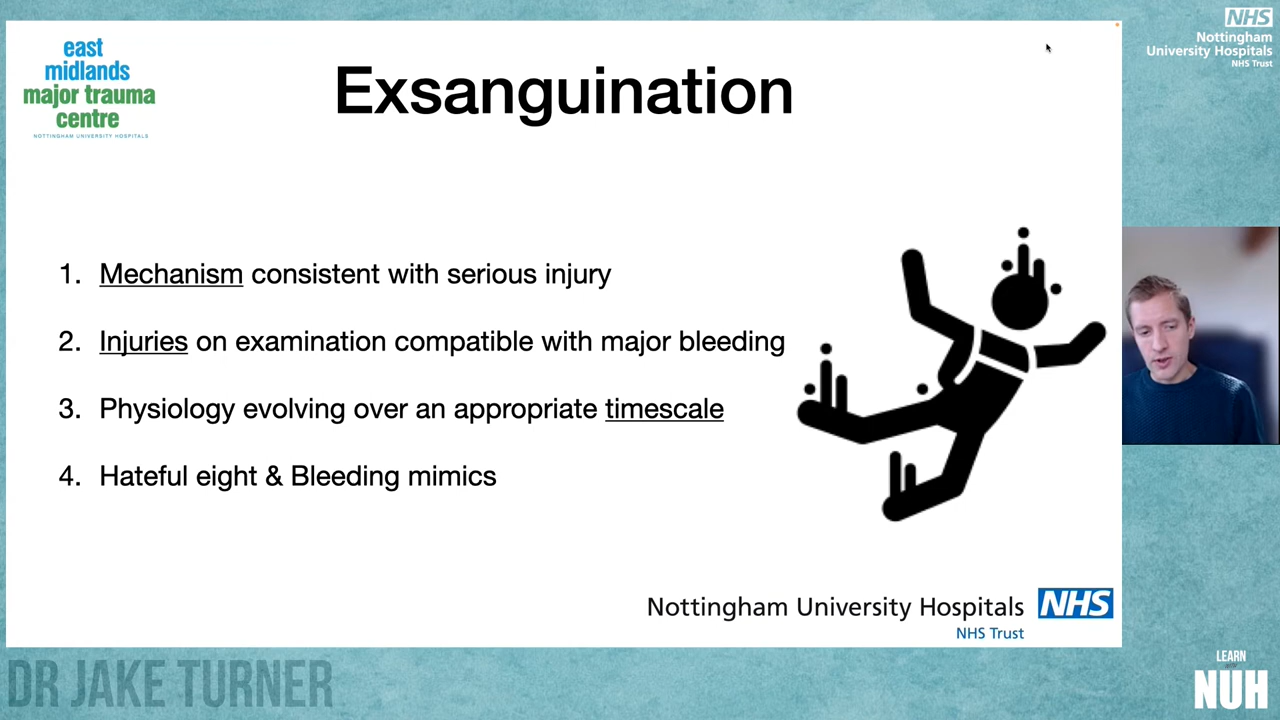 east
midlands
major trauma
centre
NOTTINGHAM UNIVERSITY HOSPITALS
Exsanguination
1. Mechanism consistent with serious injury
2. Injuries on examination compatible with major bleeding
3. Physiology evolving over an appropriate timescale
4. Hateful eight & Bleeding mimics
Nottingham University Hospitals NHS
NHS Trust
NHS
Nottingham
University Hospitals
NHS Trust
DR JAKE TURNER
LEARN
NUH